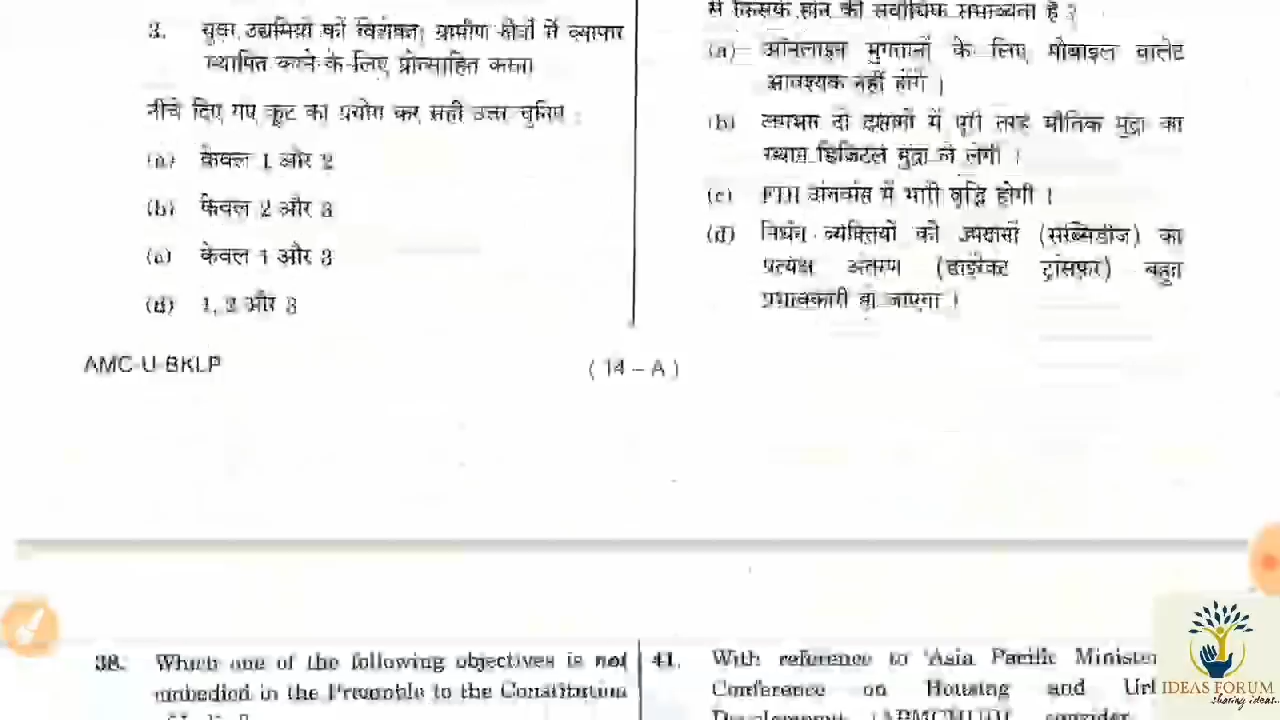 3. युवा उद्यमियों को विशेषतः ग्रामीण क्षेत्रों में व्यापार
स्थापित करने के लिए प्रोत्साहित करना
नीचे दिए गए कूट का प्रयोग कर सही उत्तर चुनिए :
(a) केवल 1 और 2
(b) केवल 2 और 3
(c) केवल 1 और 3
(d) 1, 2 और 3
से किसके होने की सर्वाधिक सम्भाव्यता है ?
(a) ऑनलाइन भुगतानों के लिए मोबाइल वालेट
आवश्यक नहीं होंगे ।
(b) लगभग दो दशकों में पूरी तरह भौतिक मुद्रा का
स्थान डिजिटल मुद्रा ले लेगी ।
(c) FDI अंतर्वाह में भारी वृद्धि होगी ।
(d) निर्धन व्यक्तियों को उपदानों (सब्सिडीज) का
प्रत्यक्ष अंतरण (डाइरेक्ट ट्रांसफर) बहुत
प्रभावकारी हो जाएगा ।
AMC-U-BKLP
( 14 – A )
38. Which one of the following objectives is not
embodied in the Preamble to the Constitution
41. With reference to 'Asia Pacific Minister
Conference on Housing and Url
IDEAS FORUM
sharing ideas